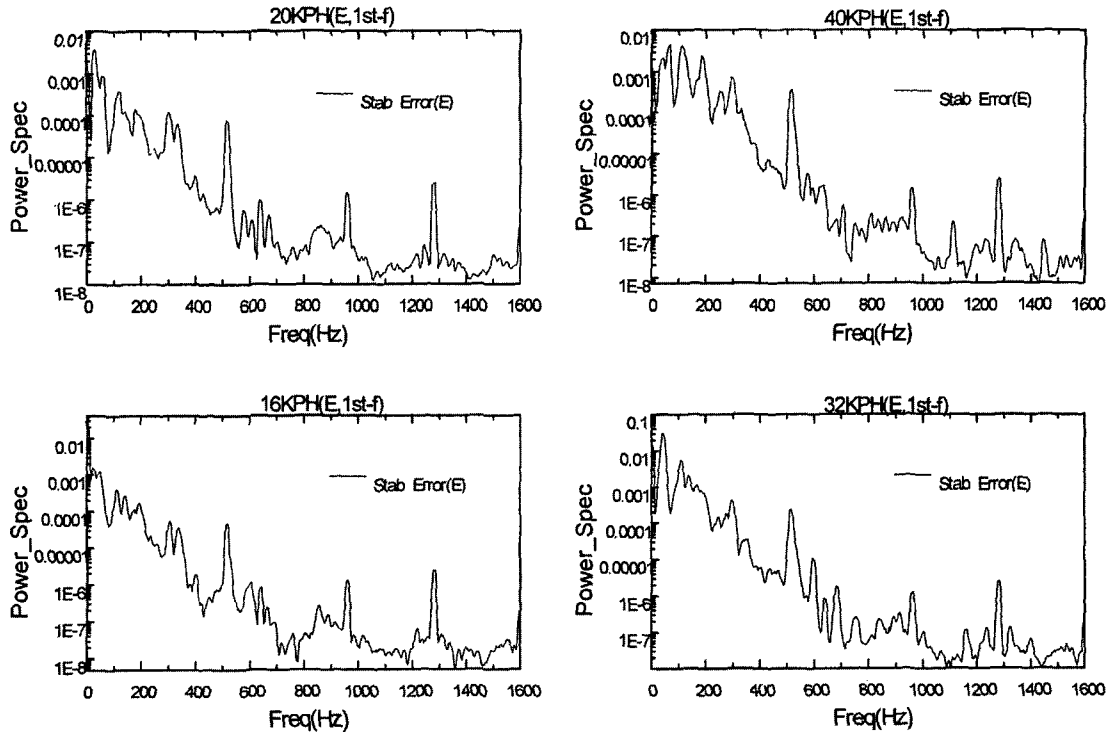 20KPH(E,1st-f)
0.01
0.001
0.0001
0.00001
1E-6
1E-7
1E-8
Power_Spec
Stab Error(E)
0 200 400 600 800 1000 1200 1400 1600
Freq(Hz)
40KPH(E,1st-f)
0.01
0.001
0.0001
0.00001
1E-6
1E-7
1E-8
Power_Spec
Stab Error(E)
0 200 400 600 800 1000 1200 1400 1600
Freq(Hz)
16KPH(E,1st-f)
0.01
0.001
0.0001
0.00001
1E-6
1E-7
1E-8
Power_Spec
Stab Error(E)
0 200 400 600 800 1000 1200 1400 1600
Freq(Hz)
32KPH(E,1st-f)
0.1
0.01
0.001
0.0001
0.00001
1E-6
1E-7
Power_Spec
Stab Error(E)
0 200 400 600 800 1000 1200 1400 1600
Freq(Hz)